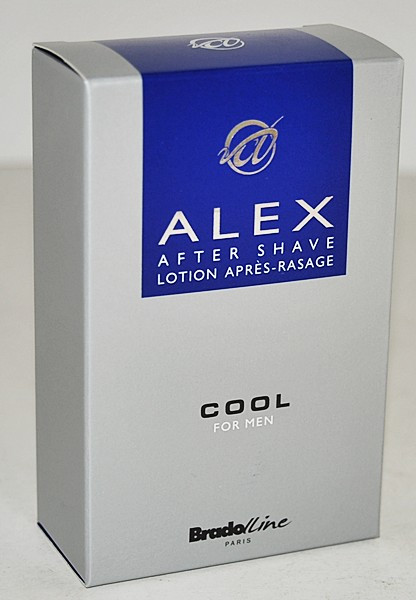 ALEX
AFTER SHAVE
LOTION APRÈS-RASAGE
COOL
FOR MEN
Bradoline
PARIS